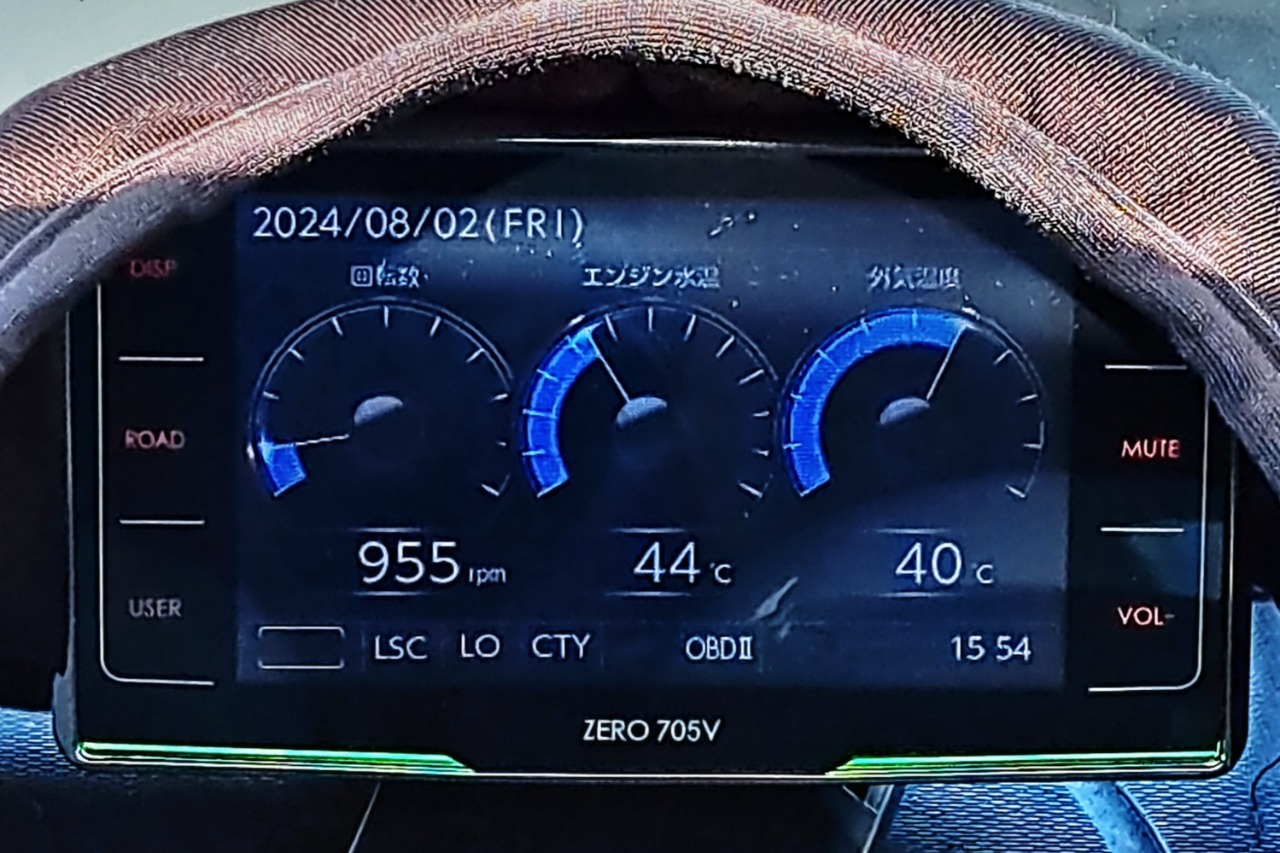 2024/08/02(FRI)
DISP
回転数 エンジン水温 外気温度
ROAD
MUTE
955 rpm 44 ℃ 40 ℃
USER
VOL-
LSC LO CTY OBDⅡ 15 54
ZERO 705V